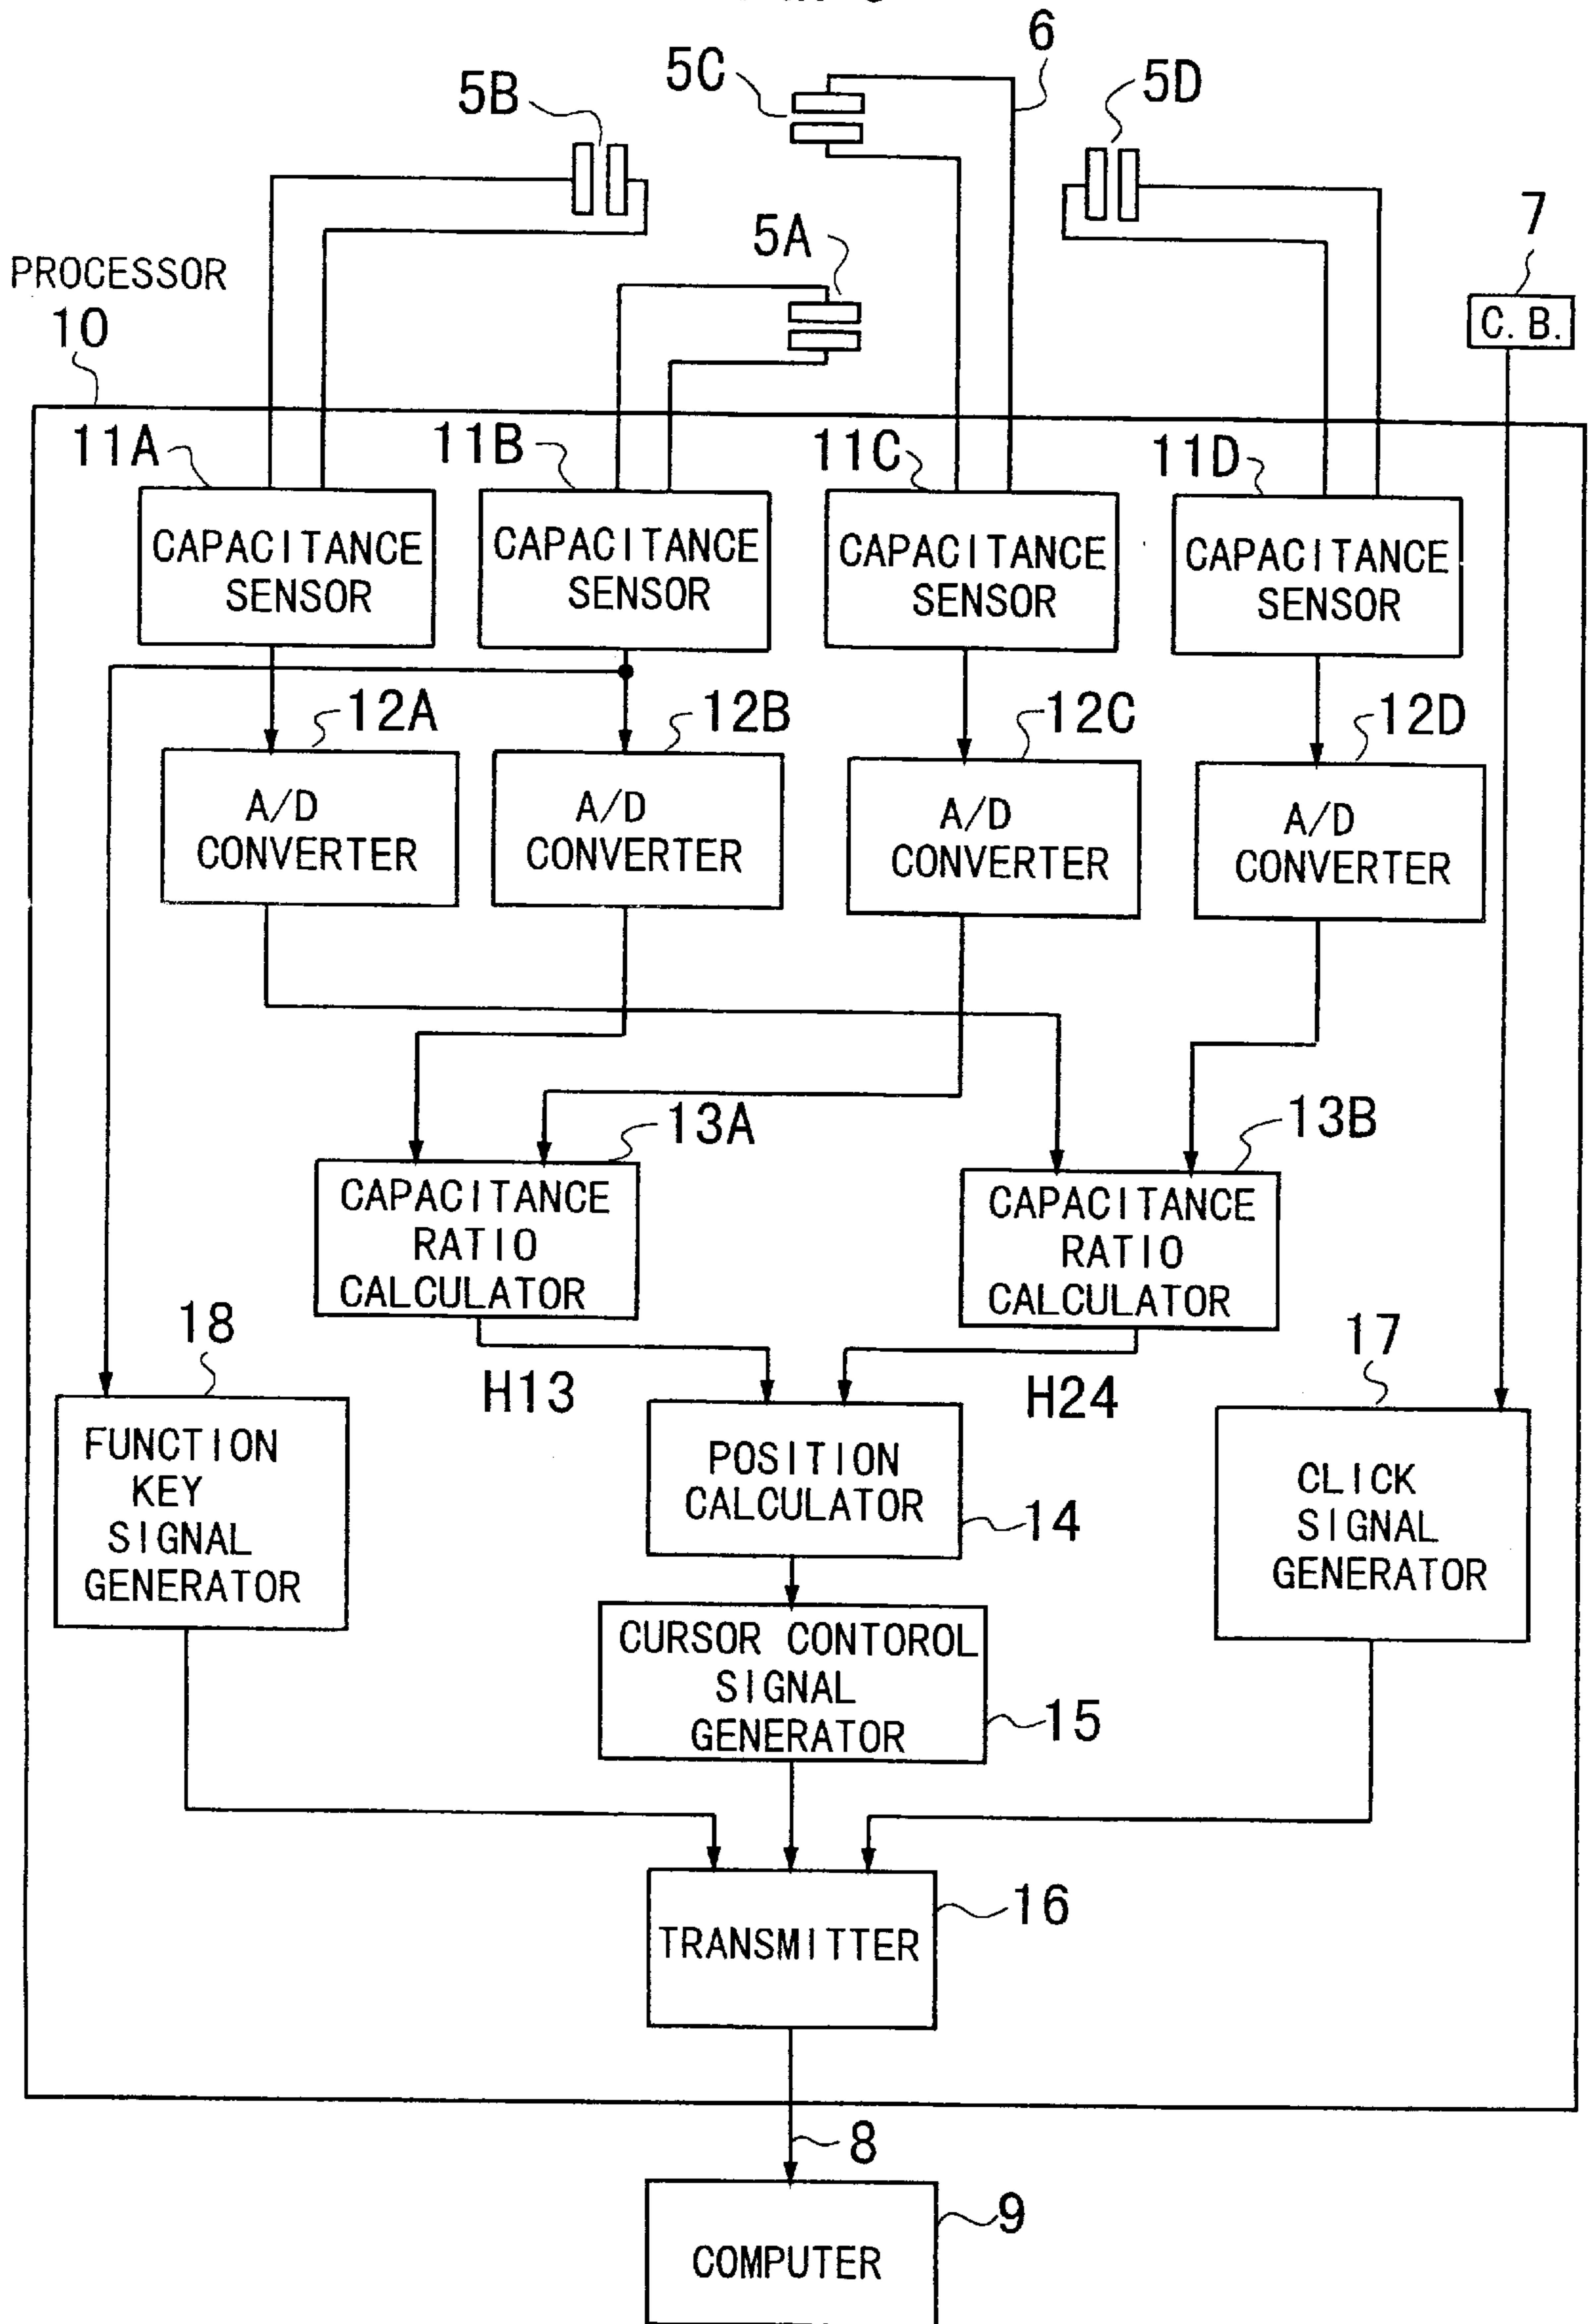 6
5C
5D
5B
7
5A
PROCESSOR
10
C. B.
11A
11B
11C
11D
CAPACITANCE
SENSOR
CAPACITANCE
SENSOR
CAPACITANCE
SENSOR
CAPACITANCE
SENSOR
12A
12B
12C
12D
A/D
CONVERTER
A/D
CONVERTER
A/D
CONVERTER
A/D
CONVERTER
13A
13B
CAPACITANCE
RATIO
CALCULATOR
CAPACITANCE
RATIO
CALCULATOR
18
17
H13
H24
FUNCTION
KEY
SIGNAL
GENERATOR
POSITION
CALCULATOR
14
CLICK
SIGNAL
GENERATOR
CURSOR CONTOROL
SIGNAL
GENERATOR
15
16
TRANSMITTER
8
9
COMPUTER